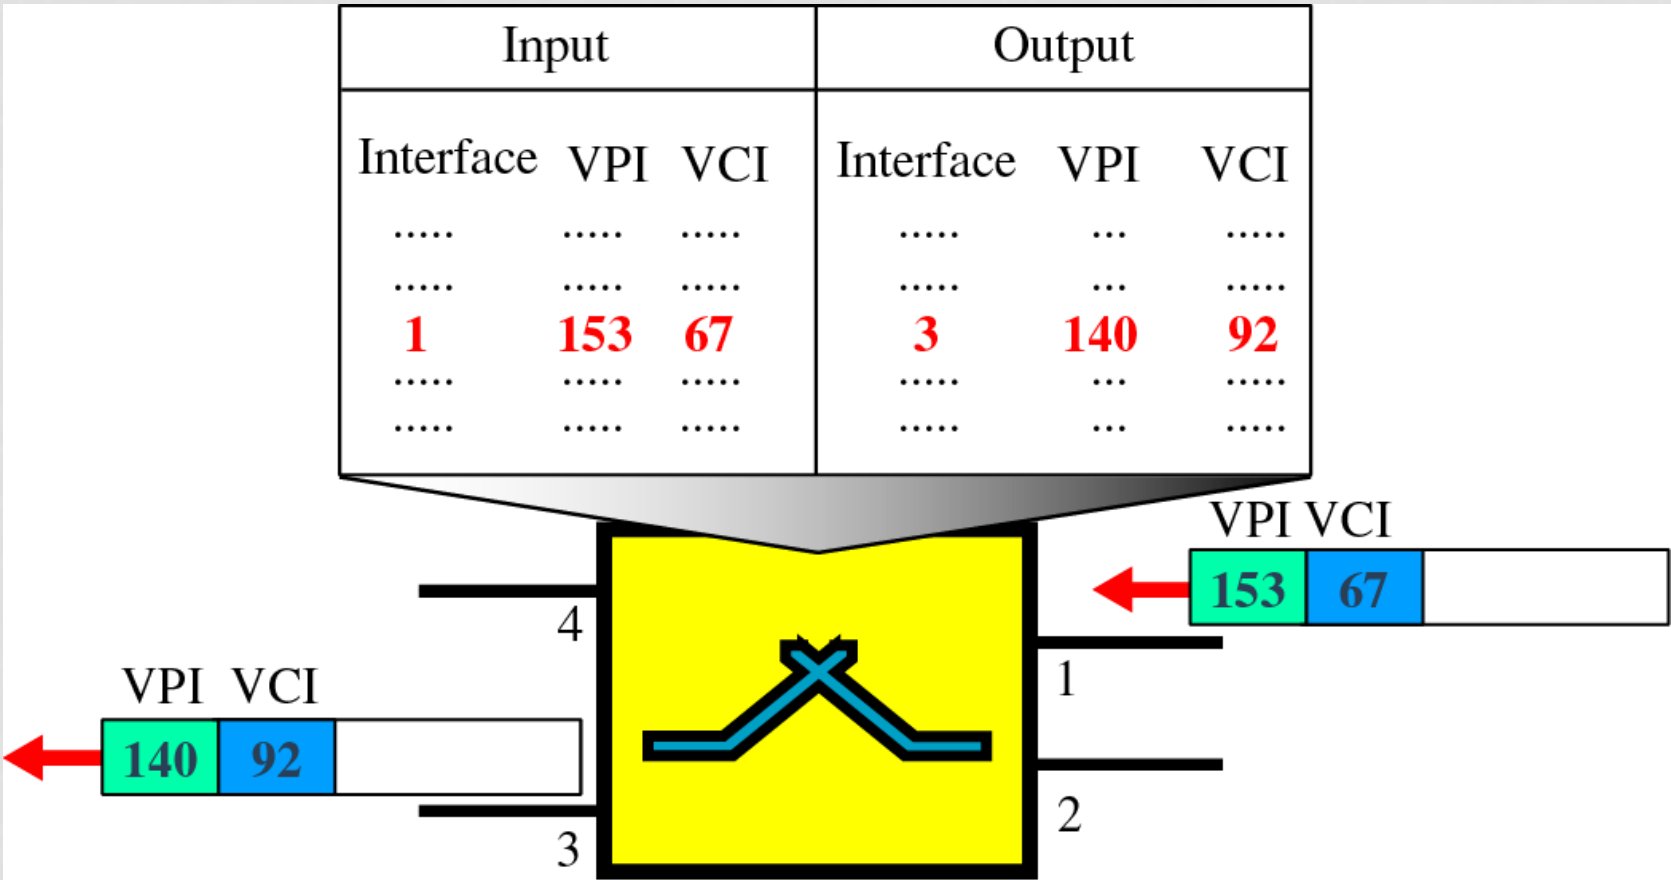 Input Output
Interface VPI VCI Interface VPI VCI
..... ..... ..... ..... ... .....
..... ..... ..... ..... ... .....
1 153 67 3 140 92
..... ..... ..... ..... ... .....
..... ..... ..... ..... ... .....
VPI VCI
153 67
4
1
VPI VCI
140 92
2
3